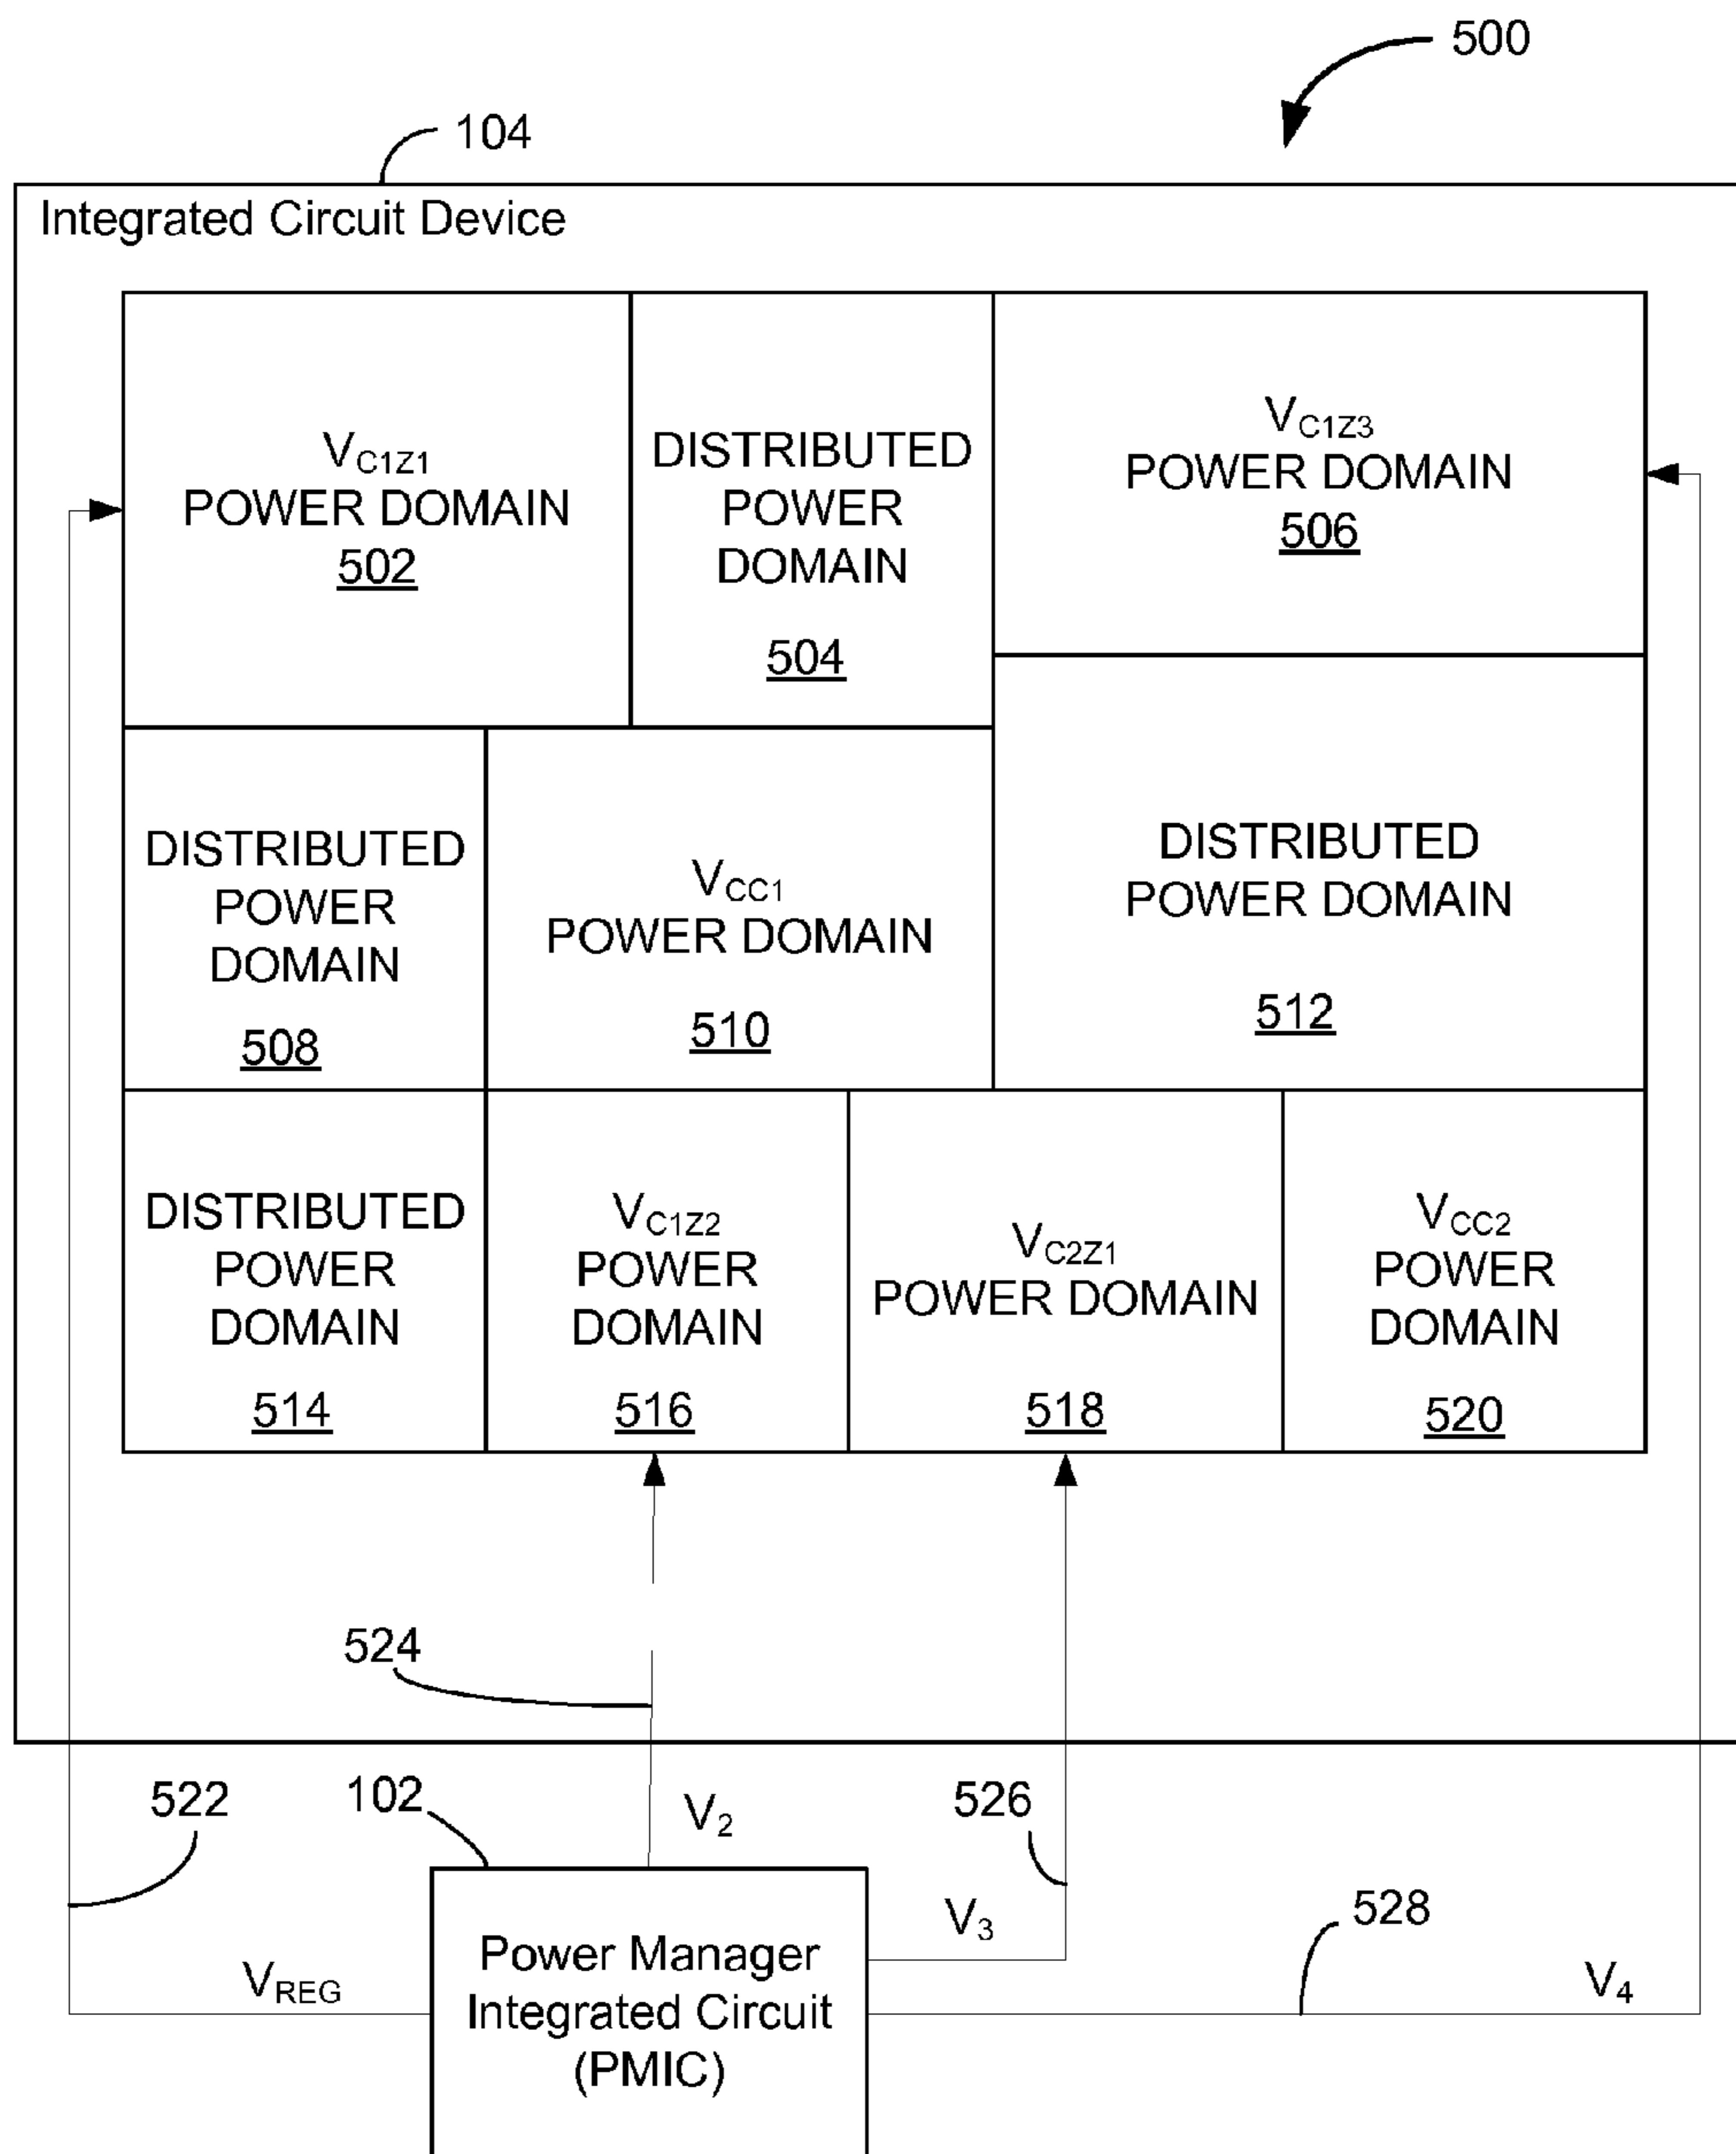 500
104
Integrated Circuit Device
VC1Z1
POWER DOMAIN
502
DISTRIBUTED
POWER
DOMAIN
504
VC1Z3
POWER DOMAIN
506
DISTRIBUTED
POWER
DOMAIN
508
VCC1
POWER DOMAIN
510
DISTRIBUTED
POWER DOMAIN
512
DISTRIBUTED
POWER
DOMAIN
514
VC1Z2
POWER
DOMAIN
516
VC2Z1
POWER DOMAIN
518
VCC2
POWER
DOMAIN
520
524
522
102
V2
526
V3
528
VREG
V4
Power Manager
Integrated Circuit
(PMIC)